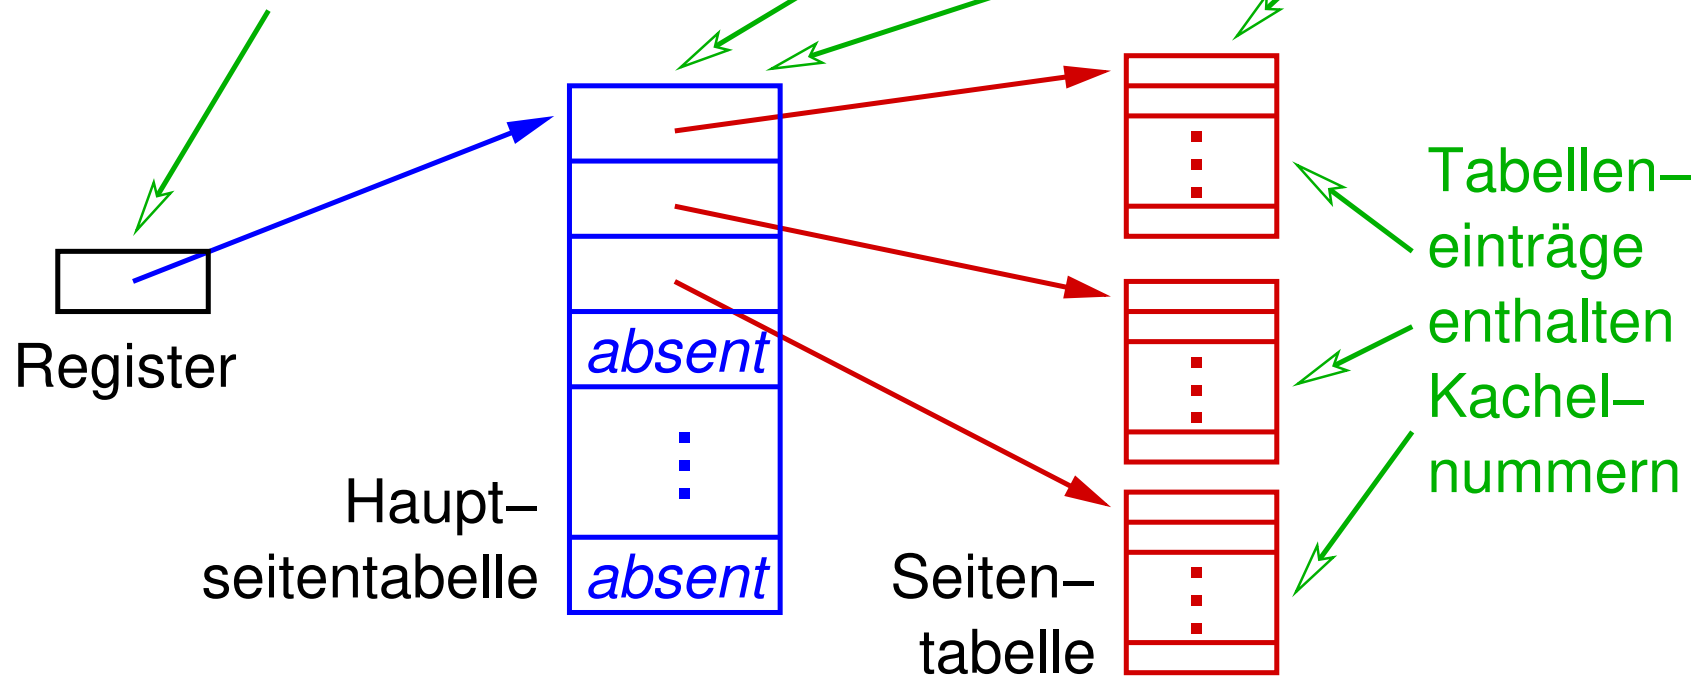 Register
Haupt–
seitentabelle
absent
absent
Seiten–
tabelle
Tabellen–
einträge
enthalten
Kachel–
nummern